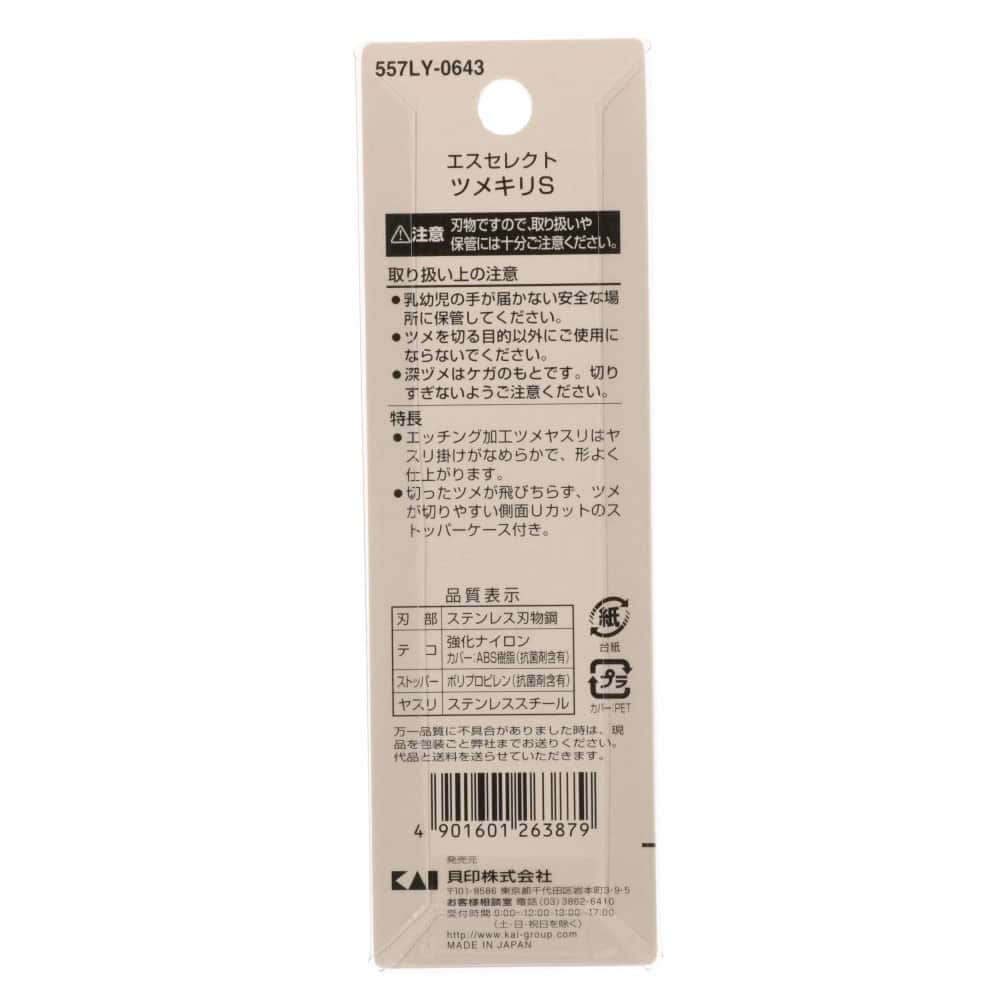 557LY-0643
エスセレクト
ツメキリS
注意 刃物ですので、取り扱いや
保管には十分ご注意ください。
取り扱い上の注意
●乳幼児の手が届かない安全な場
所に保管してください。
●ツメを切る目的以外にご使用に
ならないでください。
●深ヅメはケガのもとです。切り
すぎないようご注意ください。
特長
●エッチング加工ツメヤスリはヤ
スリ掛けがなめらかで、形よく
仕上がります。
●切ったツメが飛びちらず、ツメ
が切りやすい側面Uカットのス
トッパーケース付き。
品質表示
刃部 ステンレス刃物鋼
テコ 強化ナイロン
カバー:ABS樹脂(抗菌剤含有)
ストッパー ポリプロピレン(抗菌剤含有)
ヤスリ ステンレススチール
紙
台紙
プラ
カバー:PET
万一品質に不具合がありました時は、現
品を包装ごと弊社までお送りください。
代品と送料を送らせていただきます。
4 901601 263879
発売元
KAI 貝印株式会社
〒101-8586 東京都千代田区岩本町3-9-5
お客様相談室 電話(03)3862-6410
受付時間 9:00~12:00・13:00~17:00
(土・日・祝日を除く)
http://www.kai-group.com
MADE IN JAPAN